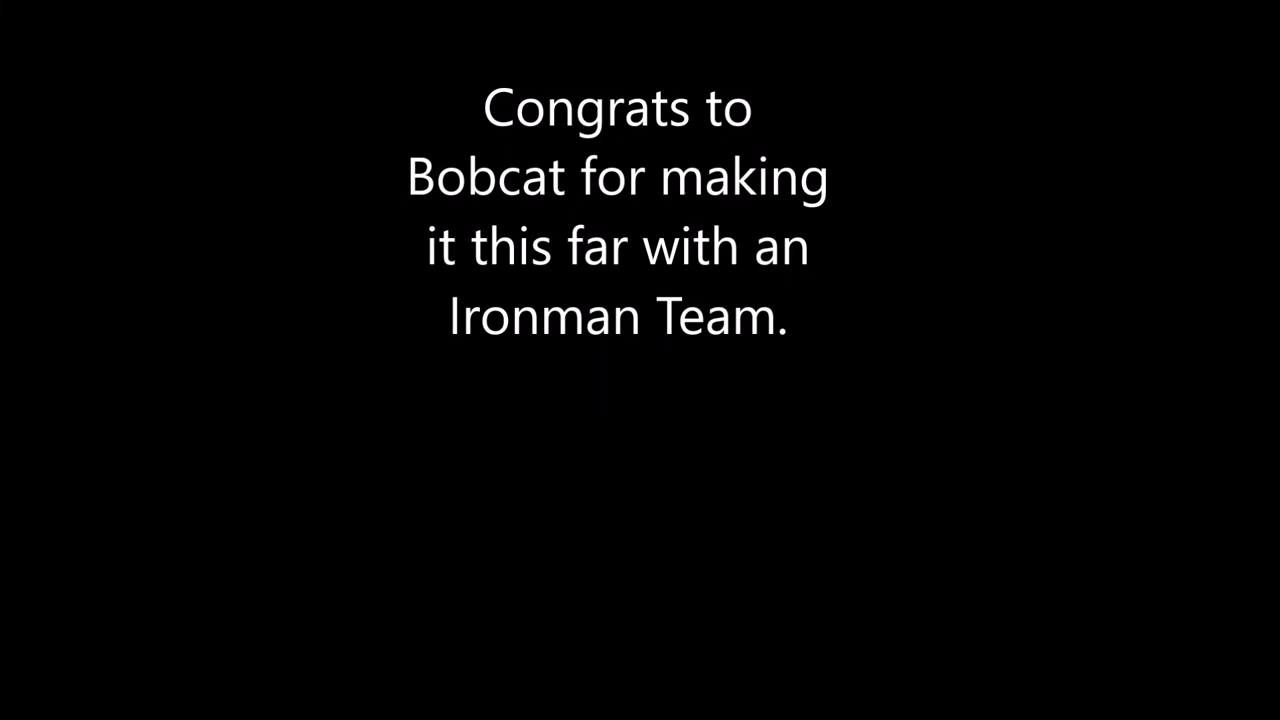 Congrats to
Bobcat for making
it this far with an
Ironman Team.